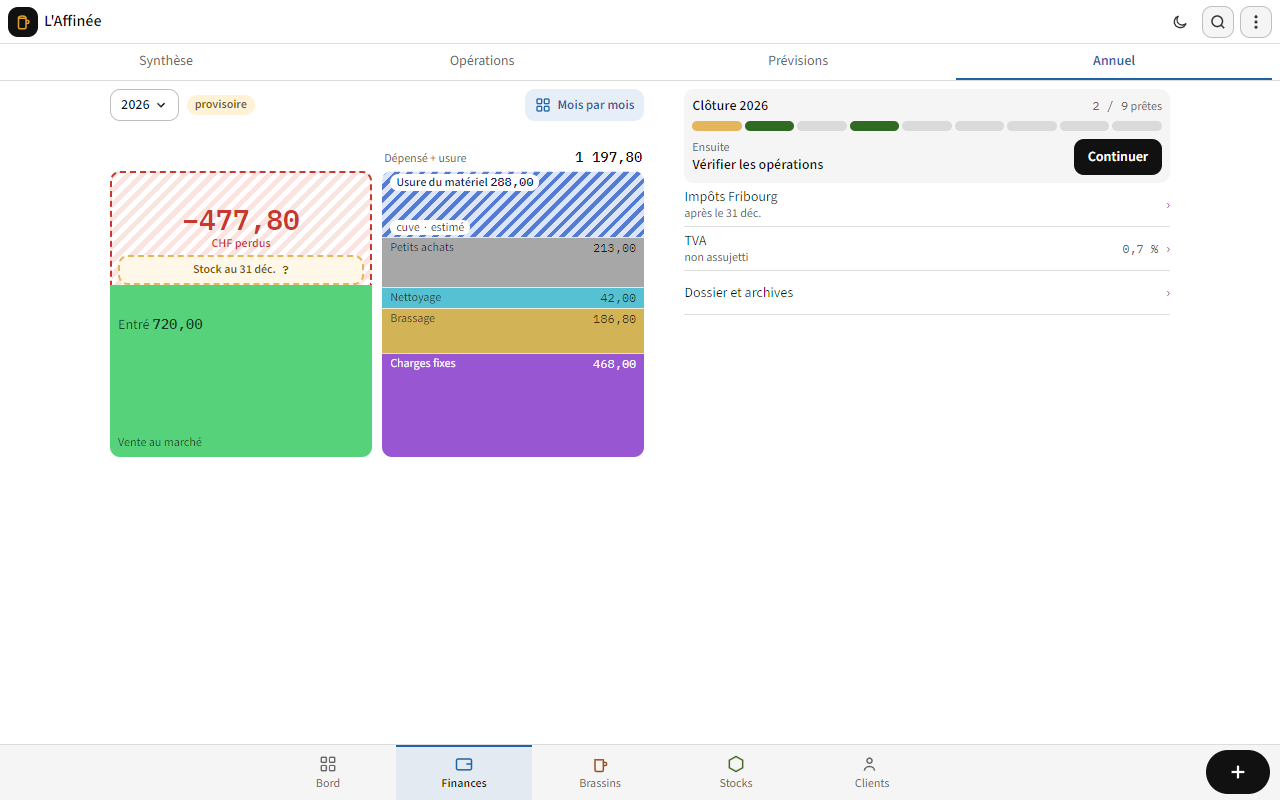 L'Affinée
Synthèse
Opérations
Prévisions
Annuel
2026
provisoire
Mois par mois
Dépensé + usure
1 197,80
−477,80
CHF perdus
Stock au 31 déc. ?
Entré 720,00
Vente au marché
Usure du matériel 288,00
cuve · estimé
Petits achats
213,00
Nettoyage
42,00
Brassage
186,80
Charges fixes
468,00
Clôture 2026
2 / 9 prêtes
Ensuite
Vérifier les opérations
Continuer
Impôts Fribourg
après le 31 déc.
›
TVA
non assujetti
0,7 % ›
Dossier et archives
›
Bord
Finances
Brassins
Stocks
Clients
+